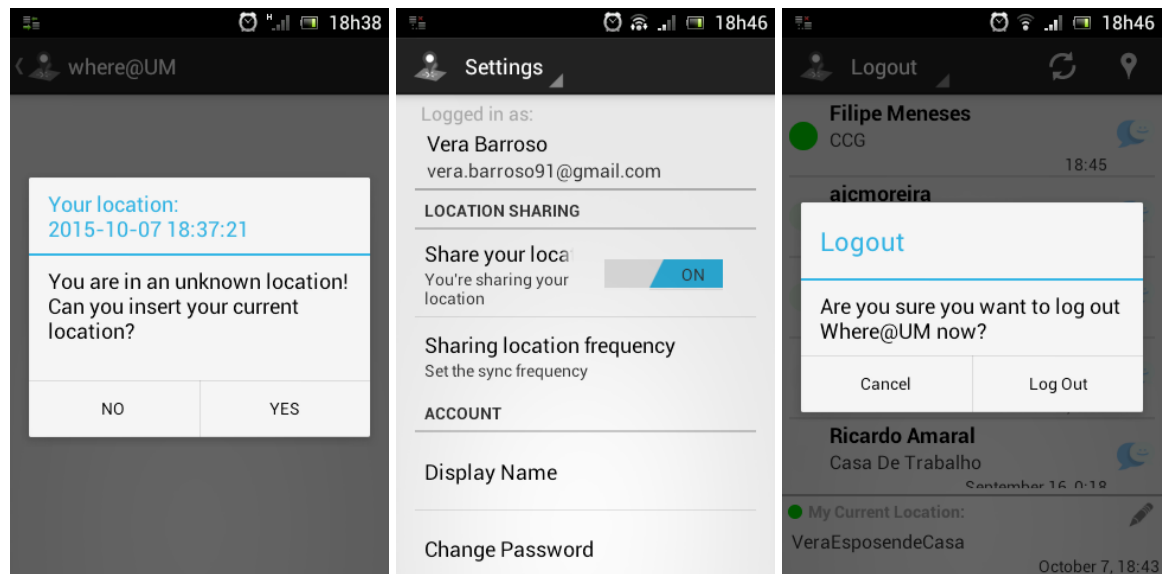 18h38
where@UM
Your location:
2015-10-07 18:37:21
You are in an unknown location!
Can you insert your current
location?
NO
YES
18h46
Settings
Logged in as:
Vera Barroso
vera.barroso91@gmail.com
LOCATION SHARING
Share your loca
You're sharing your
location
ON
Sharing location frequency
Set the sync frequency
ACCOUNT
Display Name
Change Password
18h46
Logout
Filipe Meneses
CCG
18:45
ajcmoreira
Logout
Are you sure you want to log out
Where@UM now?
Cancel
Log Out
Ricardo Amaral
Casa De Trabalho
September 16, 0:18
My Current Location:
VeraEsposendeCasa
October 7, 18:43